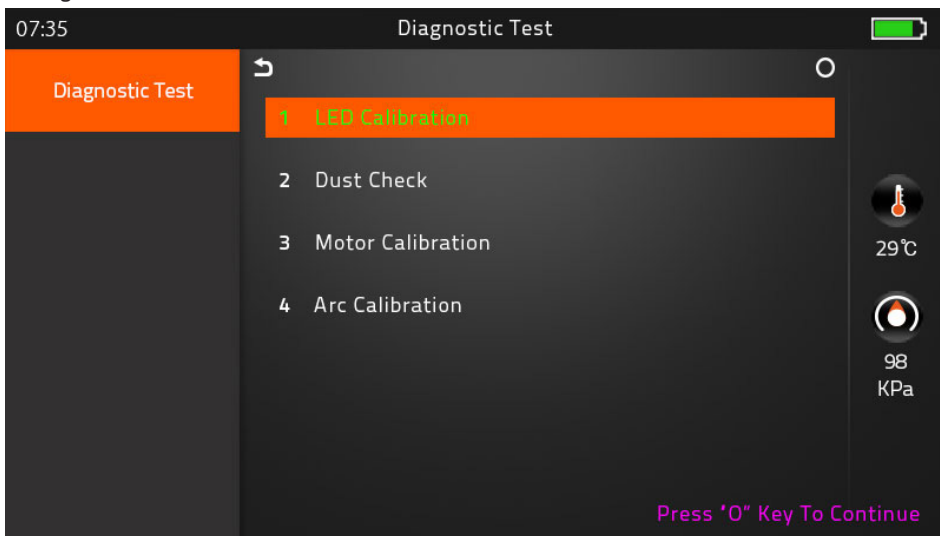 07:35
Diagnostic Test
Diagnostic Test
1 LED Calibration
2 Dust Check
3 Motor Calibration
4 Arc Calibration
29℃
98
KPa
Press ‘O” Key To Continue